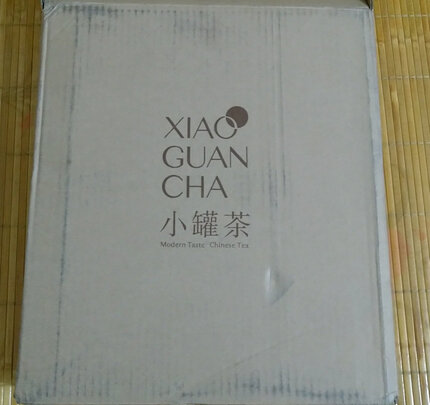 XIAO
GUAN
CHA
小罐茶
Modern Taste Chinese Tea